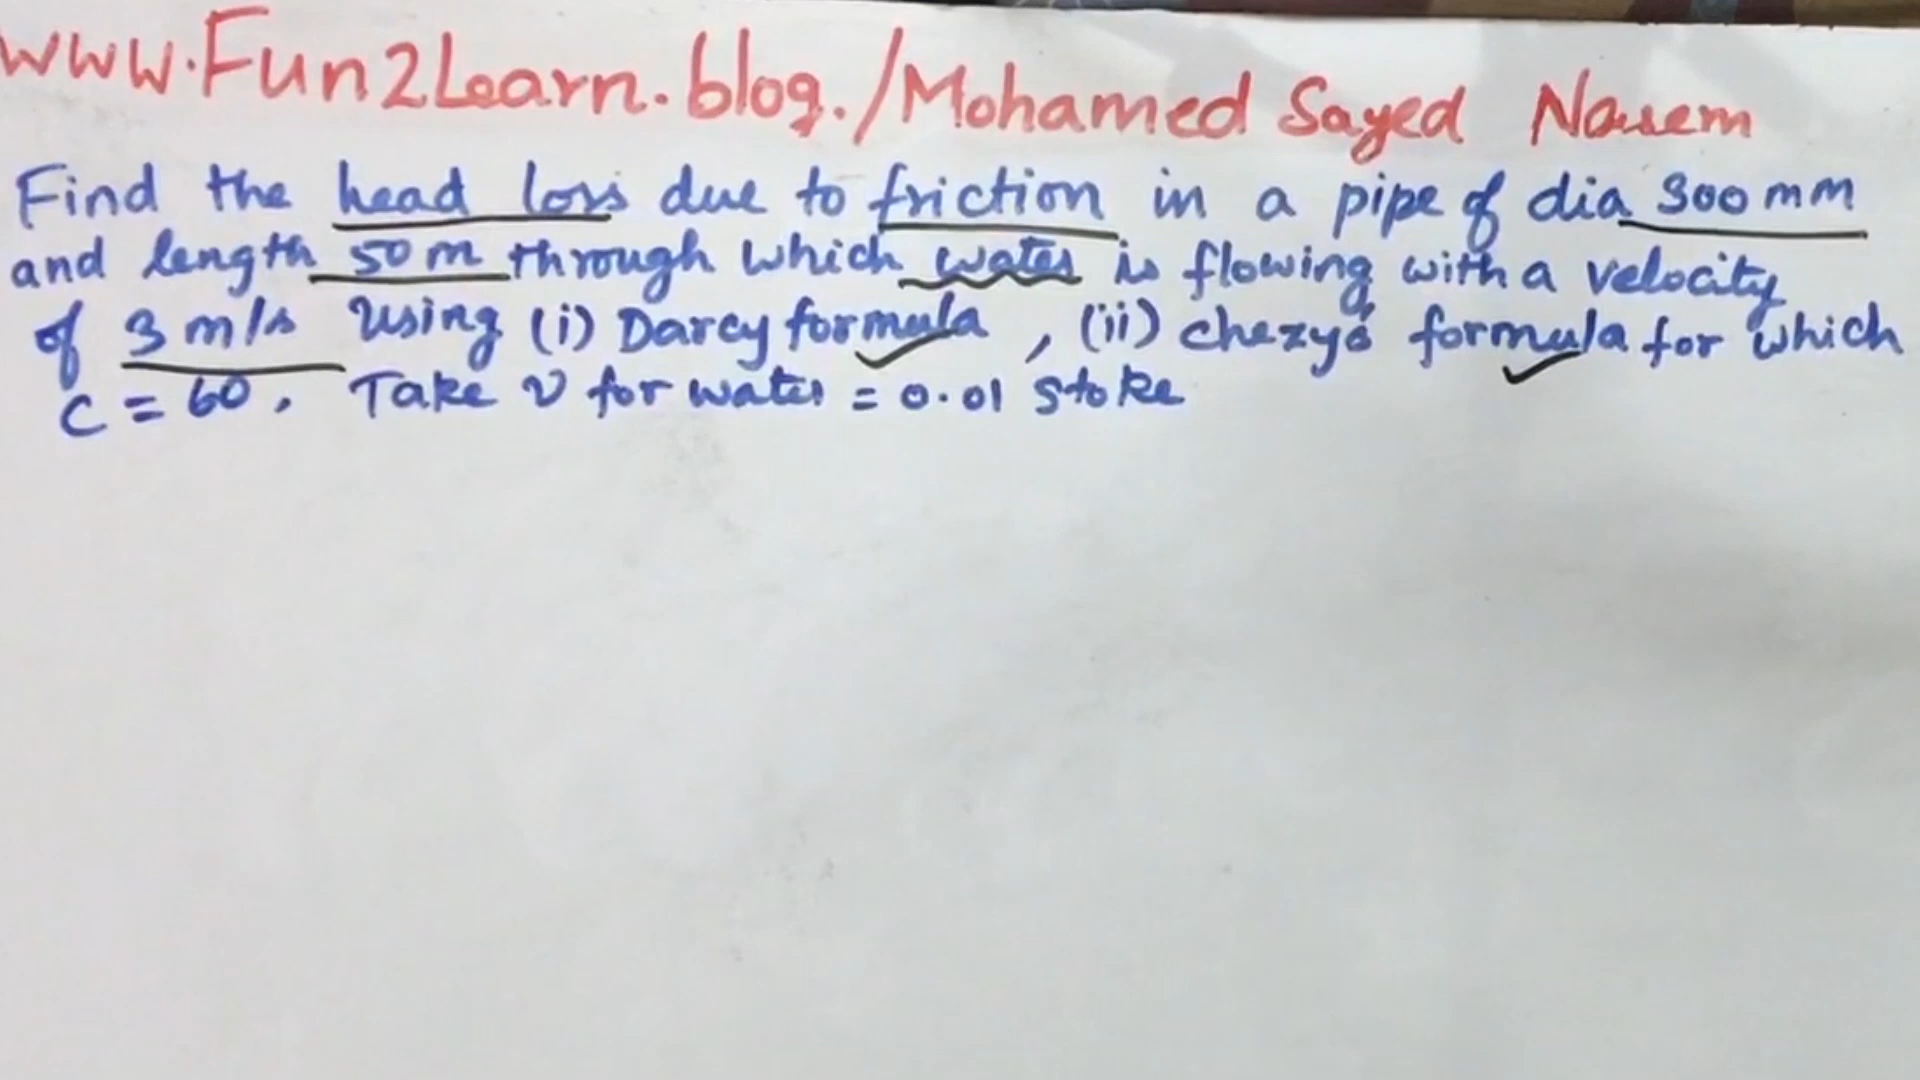 www.Fun2Learn.blog./Mohamed Sayed Nasem
Find the head loss due to friction in a pipe of dia 300 mm
and length 50 m through which water is flowing with a velocity
of 3 m/s using (i) Darcy formula, (ii) chezy's formula for which
C = 60. Take ν for water = 0.01 stoke